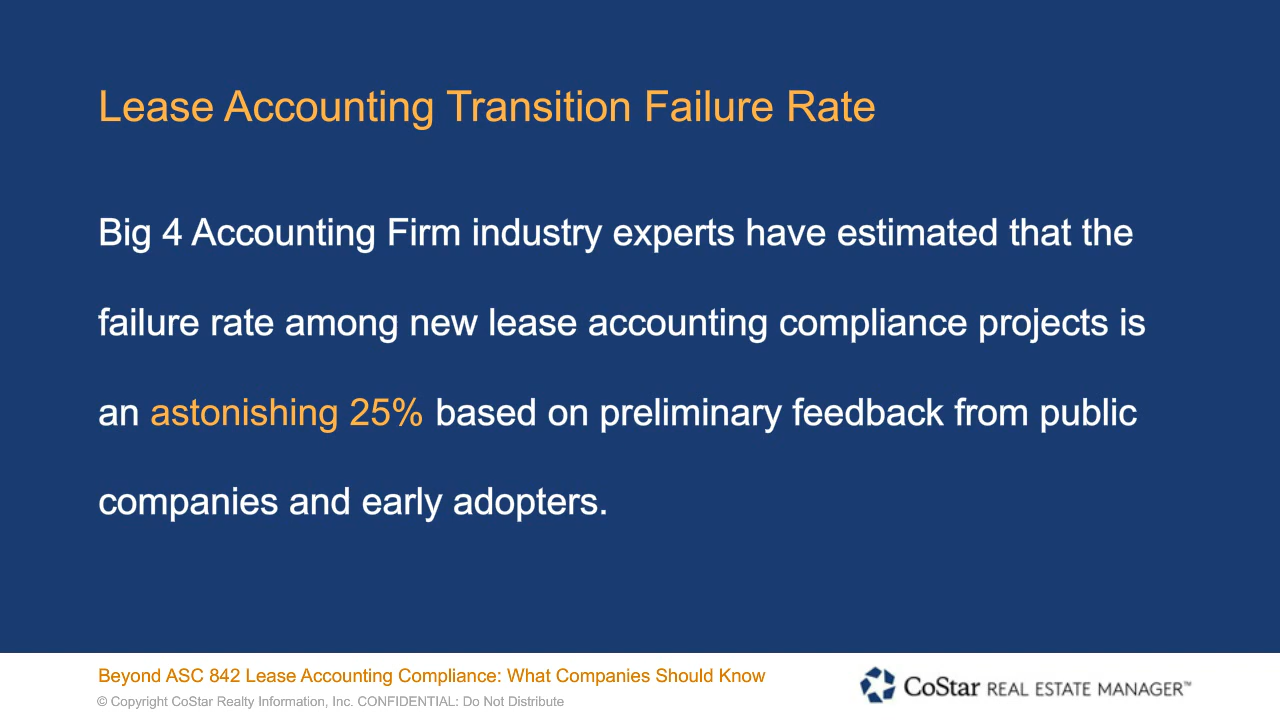 Lease Accounting Transition Failure Rate
Big 4 Accounting Firm industry experts have estimated that the
failure rate among new lease accounting compliance projects is
an astonishing 25% based on preliminary feedback from public
companies and early adopters.
Beyond ASC 842 Lease Accounting Compliance: What Companies Should Know
© Copyright CoStar Realty Information, Inc. CONFIDENTIAL: Do Not Distribute
CoStar REAL ESTATE MANAGER™